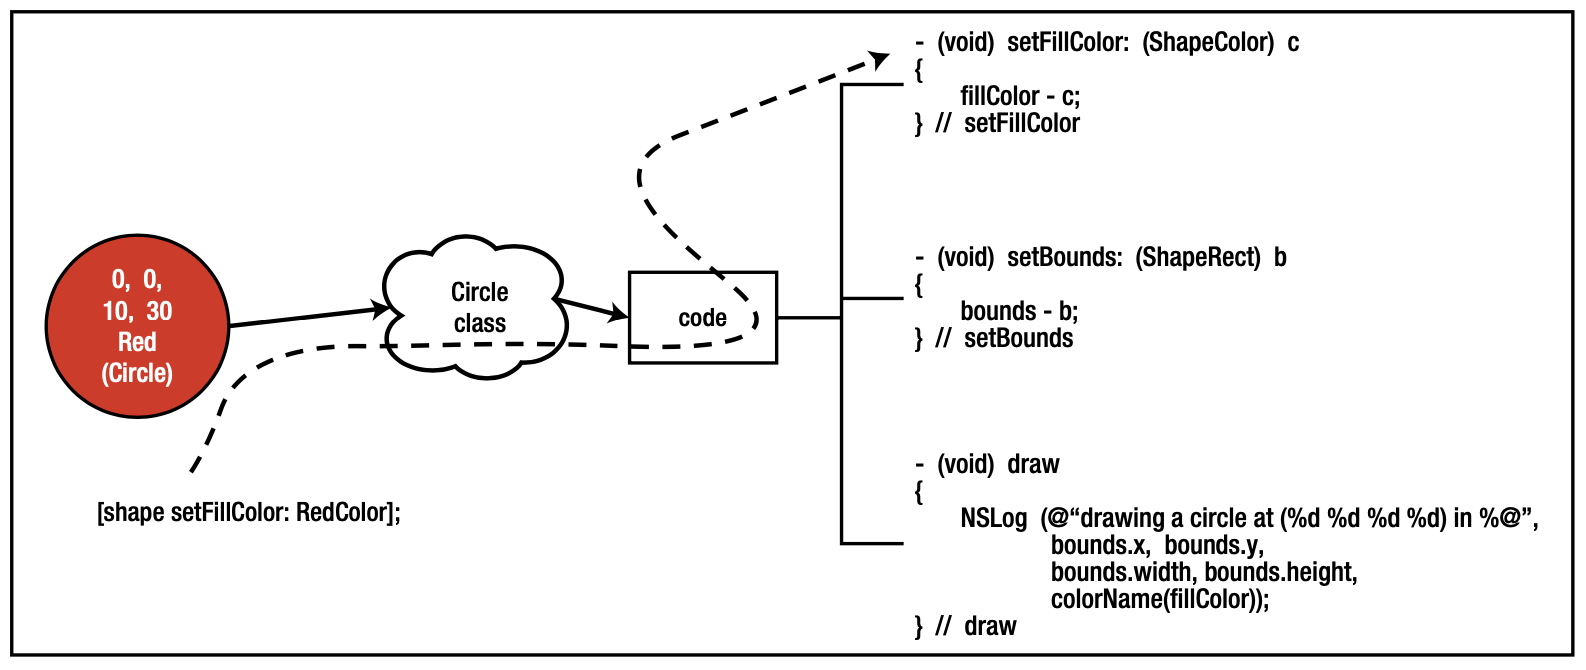 0, 0,
10, 30
Red
(Circle)
[shape setFillColor: RedColor];
Circle
class
code
- (void) setFillColor: (ShapeColor) c
{
fillColor - c;
} // setFillColor
- (void) setBounds: (ShapeRect) b
{
bounds - b;
} // setBounds
- (void) draw
{
NSLog (@“drawing a circle at (%d %d %d %d) in %@”,
bounds.x, bounds.y,
bounds.width, bounds.height,
colorName(fillColor));
} // draw